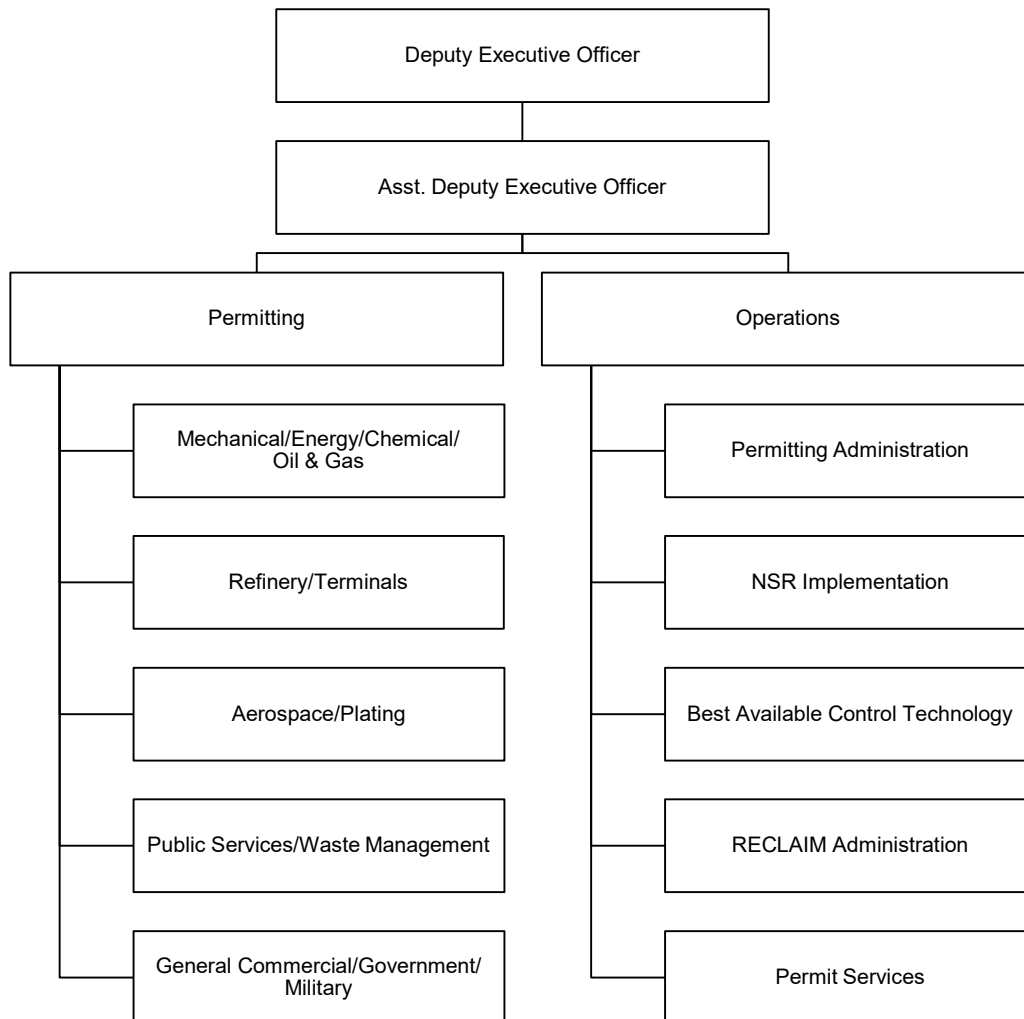 Deputy Executive Officer
Asst. Deputy Executive Officer
Permitting
Mechanical/Energy/Chemical/
Oil & Gas
Refinery/Terminals
Aerospace/Plating
Public Services/Waste Management
General Commercial/Government/
Military
Operations
Permitting Administration
NSR Implementation
Best Available Control Technology
RECLAIM Administration
Permit Services